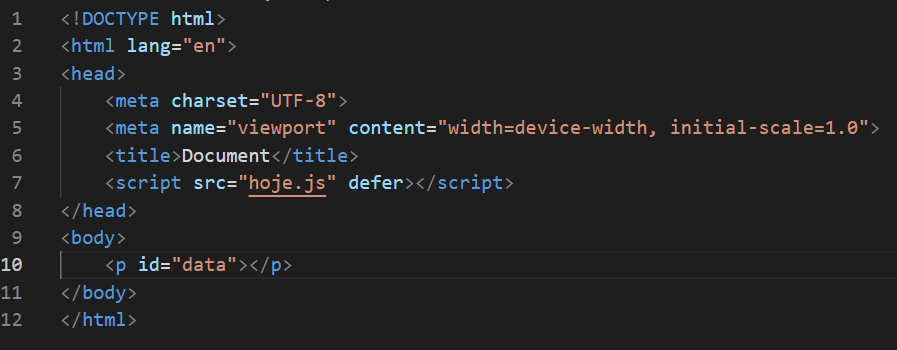 1 <!DOCTYPE html>
2 <html lang="en">
3 <head>
4 <meta charset="UTF-8">
5 <meta name="viewport" content="width=device-width, initial-scale=1.0">
6 <title>Document</title>
7 <script src="hoje.js" defer></script>
8 </head>
9 <body>
10 <p id="data"></p>
11 </body>
12 </html>